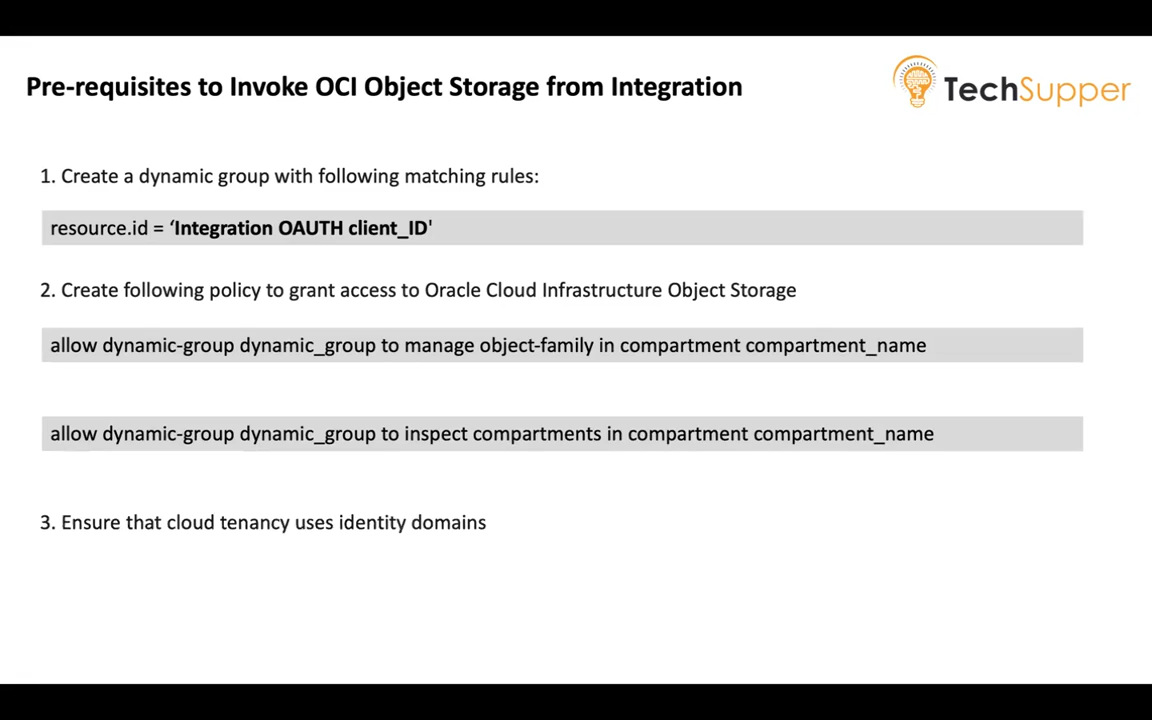 Pre-requisites to Invoke OCI Object Storage from Integration
TechSupper
1. Create a dynamic group with following matching rules:
resource.id = ‘Integration OAUTH client_ID'
2. Create following policy to grant access to Oracle Cloud Infrastructure Object Storage
allow dynamic-group dynamic_group to manage object-family in compartment compartment_name
allow dynamic-group dynamic_group to inspect compartments in compartment compartment_name
3. Ensure that cloud tenancy uses identity domains